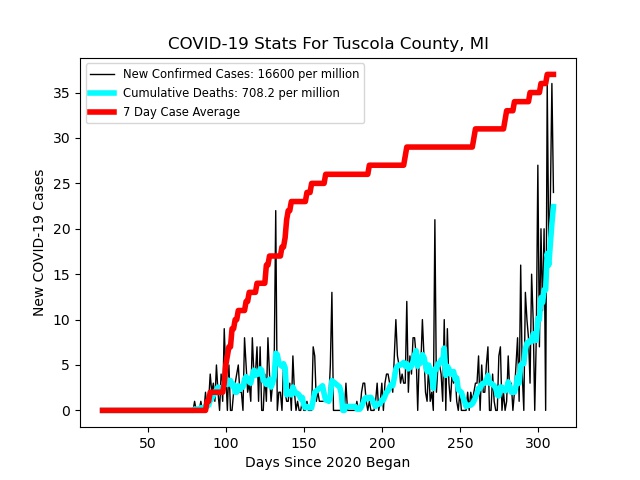 COVID-19 Stats For Tuscola County, MI
New Confirmed Cases: 16600 per million
Cumulative Deaths: 708.2 per million
7 Day Case Average
New COVID-19 Cases
35
30
25
20
15
10
5
0
50
100
150
200
250
300
Days Since 2020 Began